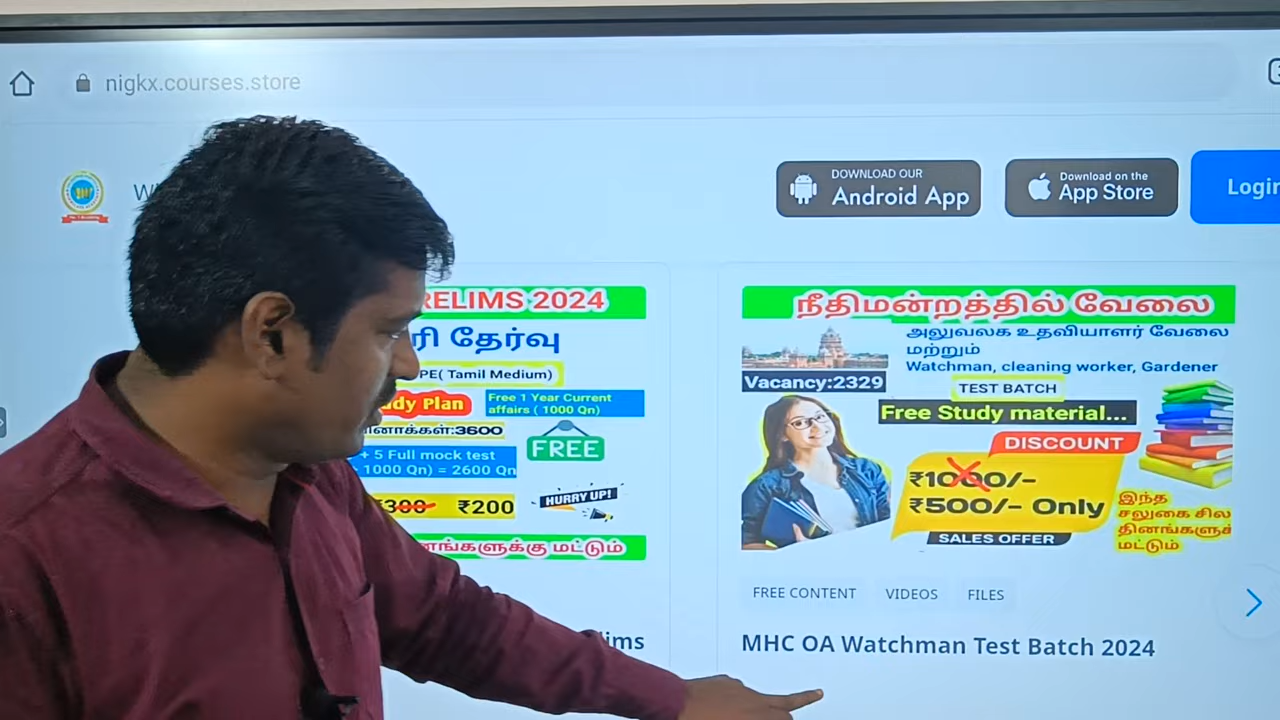 nigkx.courses.store
DOWNLOAD OUR
Android App
Download on the
App Store
Login
RELIMS 2024
தேர்வு
PE( Tamil Medium)
Plan
Free 1 Year Current
affairs ( 1000 Qn)
3600
+ 5 Full mock test
1000 Qn) = 2600 Qn
FREE
₹300 ₹200
HURRY UP!
மட்டும்
நீதிமன்றத்தில் வேலை
அலுவலக உதவியாளர் வேலை
மற்றும்
Watchman, cleaning worker, Gardener
Vacancy:2329
TEST BATCH
Free Study material...
DISCOUNT
₹1000/-
₹500/- Only
SALES OFFER
இந்த
சலுகை சில
தினங்களுக்
மட்டும்
FREE CONTENT VIDEOS FILES
MHC OA Watchman Test Batch 2024